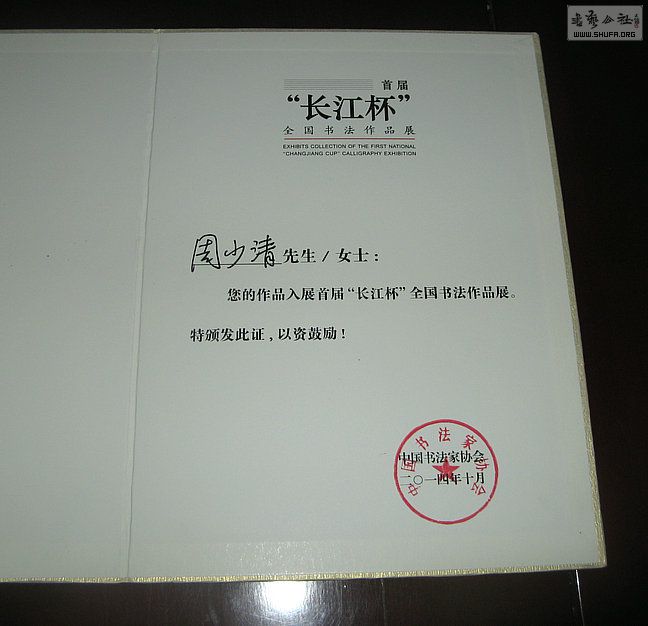 書藝公社
WWW.SHUFA.ORG
首届
“长江杯”
全国书法作品展
EXHIBITS COLLECTION OF THE FIRST NATIONAL
"CHANGJIANG CUP" CALLIGRAPHY EXHIBITION
周少清 先生 / 女士：
您的作品入展首届“长江杯”全国书法作品展。
特颁发此证，以资鼓励！
中国书法家协会
中国书法家协会
二〇一四年十月